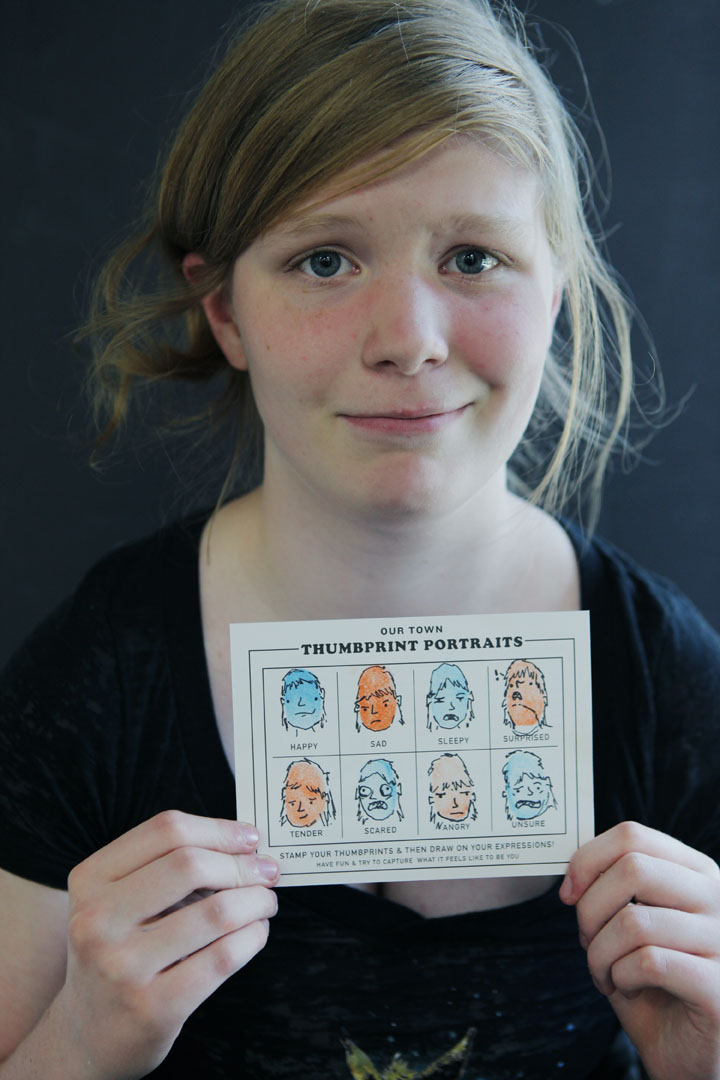 OUR TOWN
THUMBPRINT PORTRAITS
HAPPY SAD SLEEPY SURPRISED
TENDER SCARED ANGRY UNSURE
STAMP YOUR THUMBPRINTS & THEN DRAW ON YOUR EXPRESSIONS!
HAVE FUN & TRY TO CAPTURE WHAT IT FEELS LIKE TO BE YOU